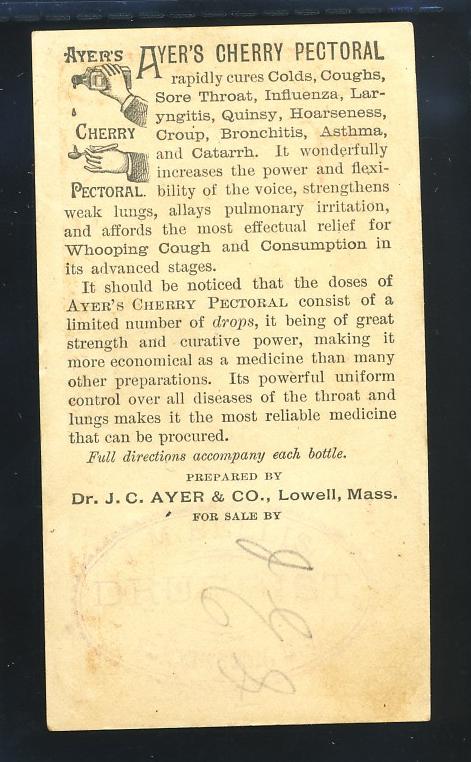 AYER'S
CHERRY
PECTORAL.
AYER'S CHERRY PECTORAL
rapidly cures Colds, Coughs,
Sore Throat, Influenza, Lar-
yngitis, Quinsy, Hoarseness,
Croup, Bronchitis, Asthma,
and Catarrh. It wonderfully
increases the power and flexi-
bility of the voice, strengthens
weak lungs, allays pulmonary irritation,
and affords the most effectual relief for
Whooping Cough and Consumption in
its advanced stages.
It should be noticed that the doses of
AYER'S CHERRY PECTORAL consist of a
limited number of drops, it being of great
strength and curative power, making it
more economical as a medicine than many
other preparations. Its powerful uniform
control over all diseases of the throat and
lungs makes it the most reliable medicine
that can be procured.
Full directions accompany each bottle.
PREPARED BY
Dr. J. C. AYER & CO., Lowell, Mass.
FOR SALE BY